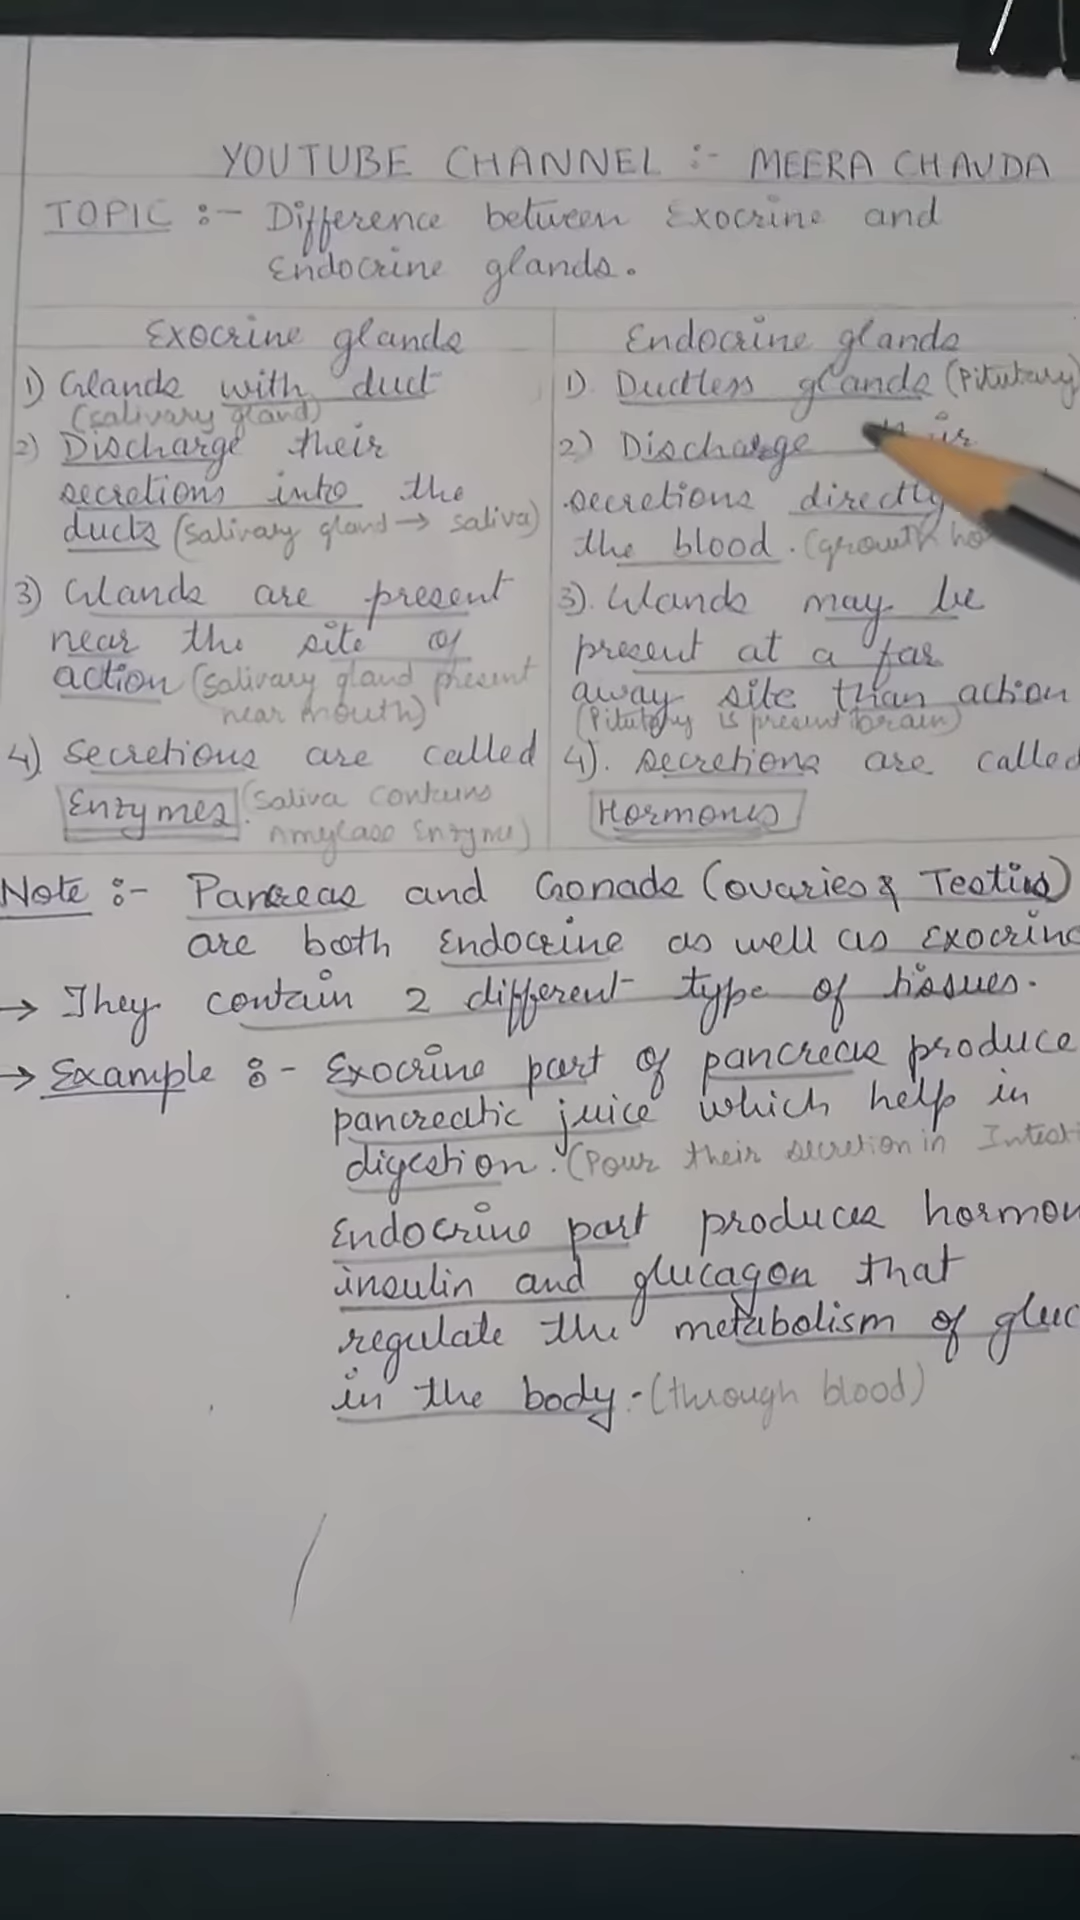 YOUTUBE CHANNEL :- MEERA CHAVDA
TOPIC :- Difference between Exocrine and
Endocrine glands.
Exocrine glands
1) Glands with duct
(Salivary gland)
2) Discharge their
secretions into the
ducts (Salivary gland → saliva)
3) Glands are present
near the site of
action (Salivary gland present
near mouth)
4) Secretions are called
Enzymes. (Saliva contains
Amylase Enzyme)
Endocrine glands
1). Ductless glands (Pitutary)
2) Discharge
secretions directly
the blood. (growth
3). Glands may be
present at a far
away site than action
(Pitutary is present brain)
4). Secretions are called
Hormones
Note :- Pancreas and Gonads (ovaries & Testis)
are both Endocrine as well as Exocrine
→ They contain 2 different type of tissues.
→ Example :- Exocrine part of pancreas produce
pancreatic juice which help in
digestion. (Pour their secretion in
Endocrine part produces
insulin and glucagon that
regulate the metabolism of
in the body. (through blood)